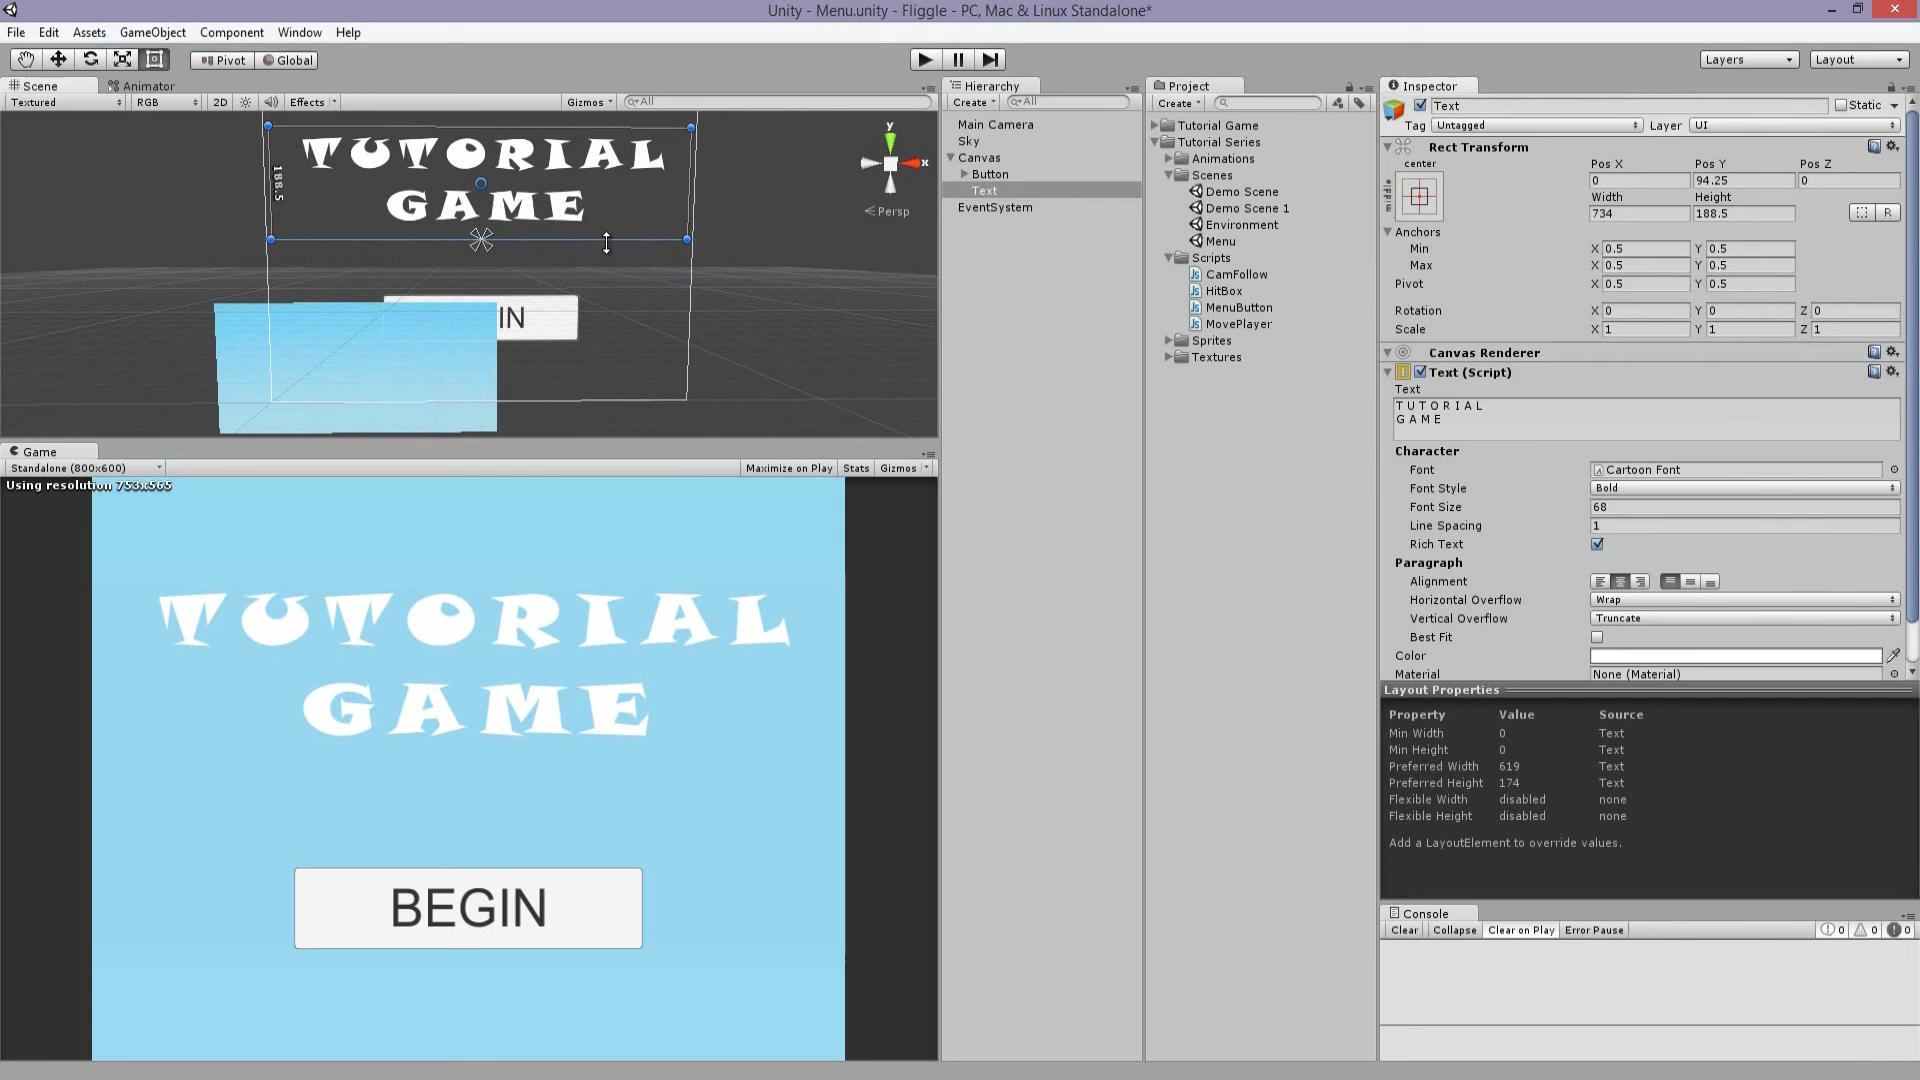 Unity - Menu.unity - Fliggle - PC, Mac & Linux Standalone*
File Edit Assets GameObject Component Window Help
Pivot Global Layers Layout
Scene Animator
Textured RGB 2D Effects Gizmos All
TUTORIAL
GAME
188.5
y
x
Persp
IN
Game
Standalone (800x600) Maximize on Play Stats Gizmos
Using resolution 753x565
TUTORIAL
GAME
BEGIN
Hierarchy
Create All
Main Camera
Sky
Canvas
Button
Text
EventSystem
Project
Create
Tutorial Game
Tutorial Series
Animations
Scenes
Demo Scene
Demo Scene 1
Environment
Menu
Scripts
CamFollow
HitBox
MenuButton
MovePlayer
Sprites
Textures
Inspector
Text Static
Tag Untagged Layer UI
Rect Transform
center Pos X Pos Y Pos Z
middle 0 94.25 0
Width Height
734 188.5 R
Anchors
Min X 0.5 Y 0.5
Max X 0.5 Y 0.5
Pivot X 0.5 Y 0.5
Rotation X 0 Y 0 Z 0
Scale X 1 Y 1 Z 1
Canvas Renderer
Text (Script)
Text
T U T O R I A L
G A M E
Character
Font Cartoon Font
Font Style Bold
Font Size 68
Line Spacing 1
Rich Text
Paragraph
Alignment
Horizontal Overflow Wrap
Vertical Overflow Truncate
Best Fit
Color
Material None (Material)
Layout Properties
Property Value Source
Min Width 0 Text
Min Height 0 Text
Preferred Width 619 Text
Preferred Height 174 Text
Flexible Width disabled none
Flexible Height disabled none
Add a LayoutElement to override values.
Console
Clear Collapse Clear on Play Error Pause 0 0 0